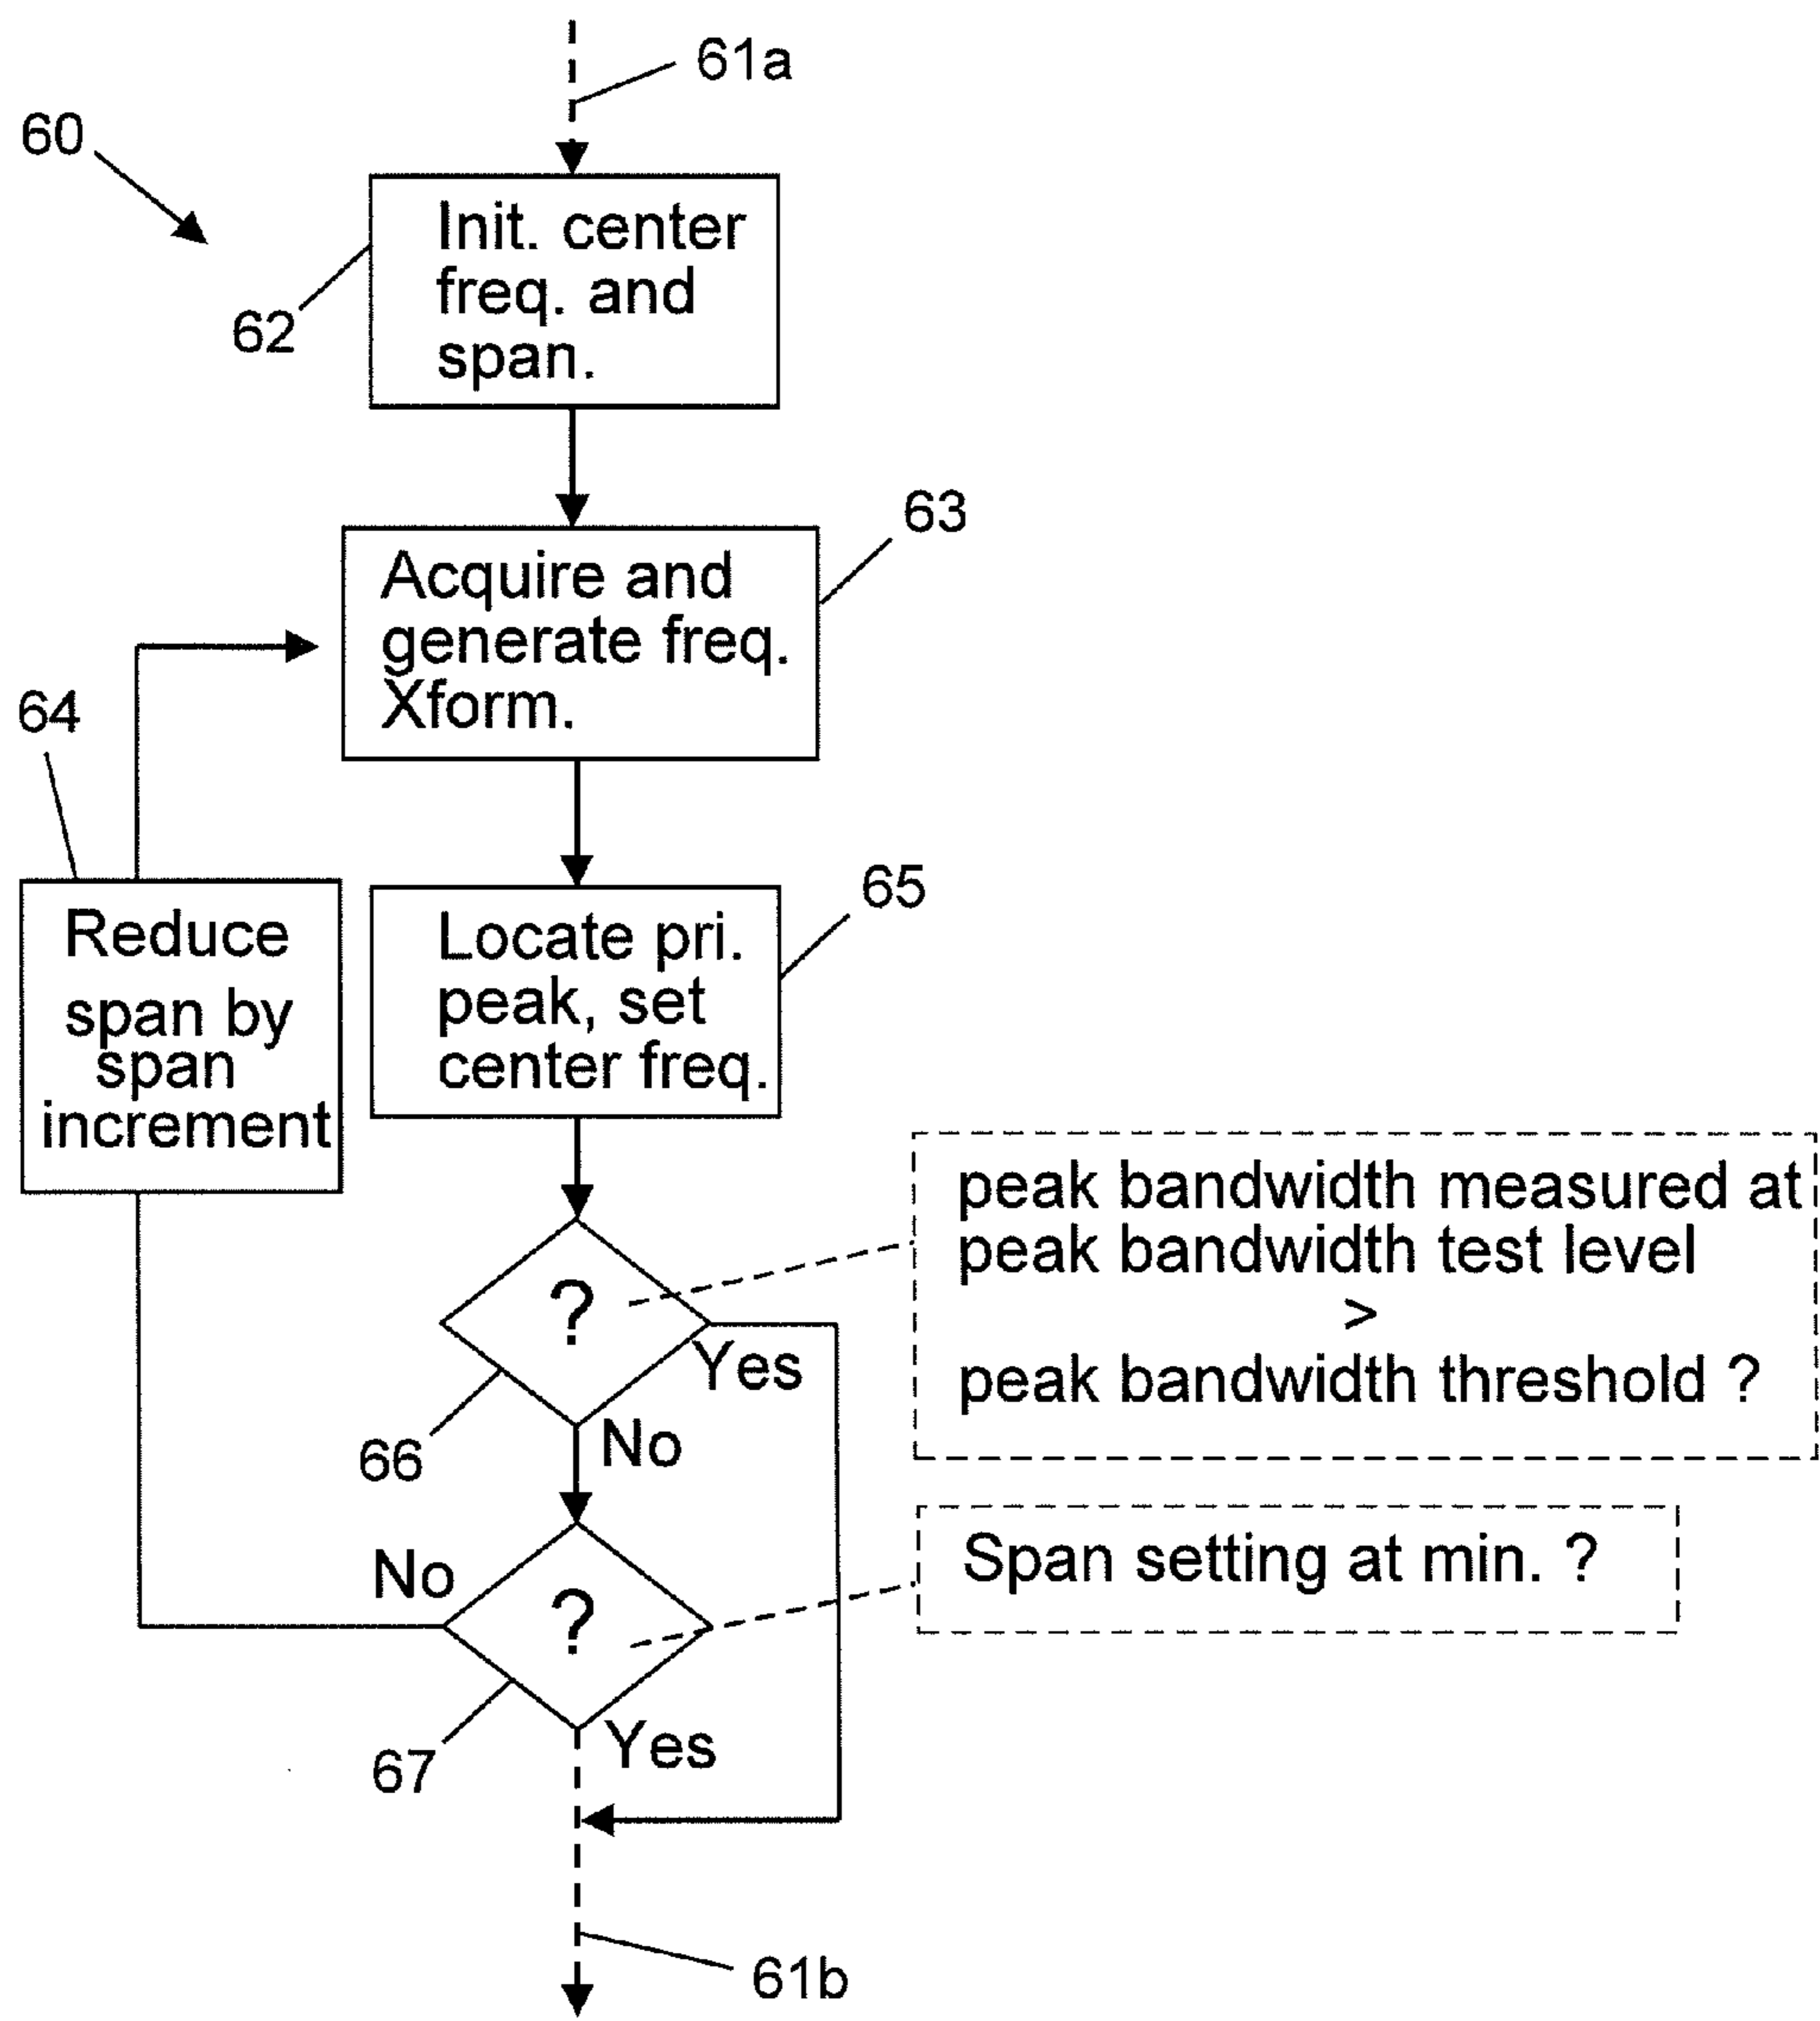 61a
60
Init. center
freq. and
span.
62
63
Acquire and
generate freq.
Xform.
64
Reduce
span by
span
increment
65
Locate pri.
peak, set
center freq.
peak bandwidth measured at
peak bandwidth test level
>
peak bandwidth threshold ?
?
Yes
66
No
Span setting at min. ?
No
?
67
Yes
61b